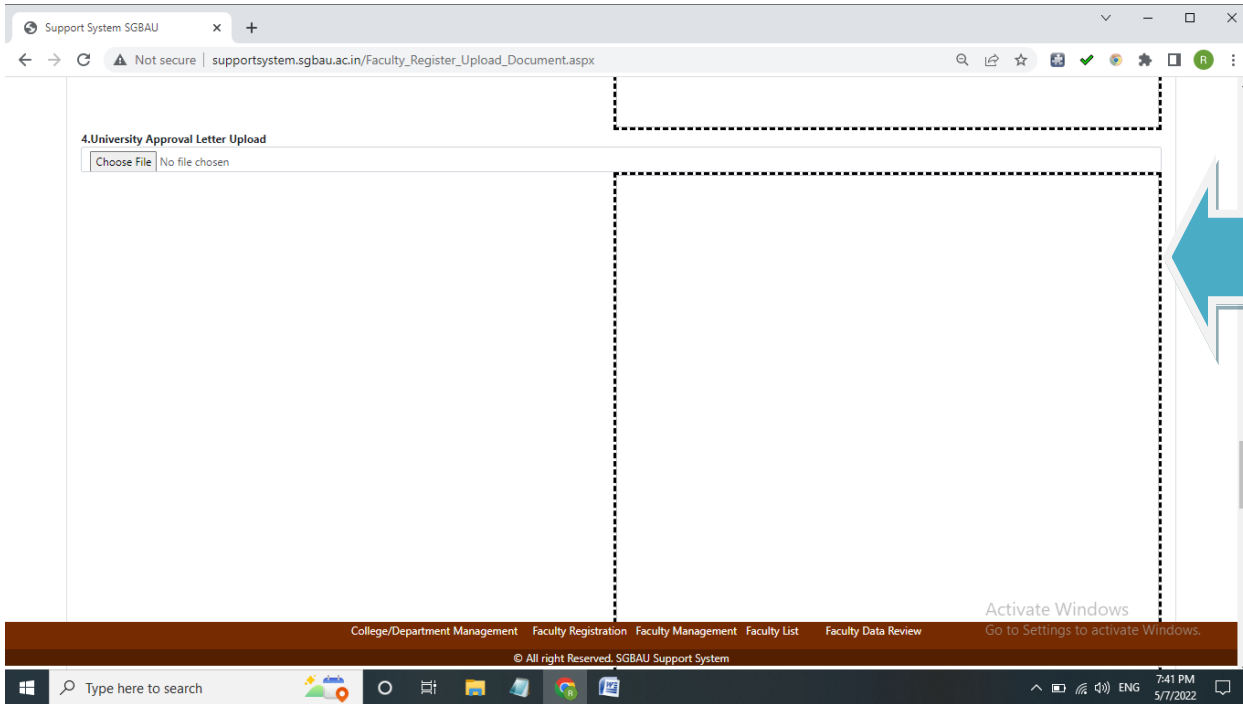 Support System SGBAU
Not secure | supportsystem.sgbau.ac.in/Faculty_Register_Upload_Document.aspx
R
4.University Approval Letter Upload
Choose File No file chosen
Activate Windows
Go to Settings to activate Windows.
College/Department Management Faculty Registration Faculty Management Faculty List Faculty Data Review
© All right Reserved. SGBAU Support System
Type here to search
ENG
7:41 PM
5/7/2022